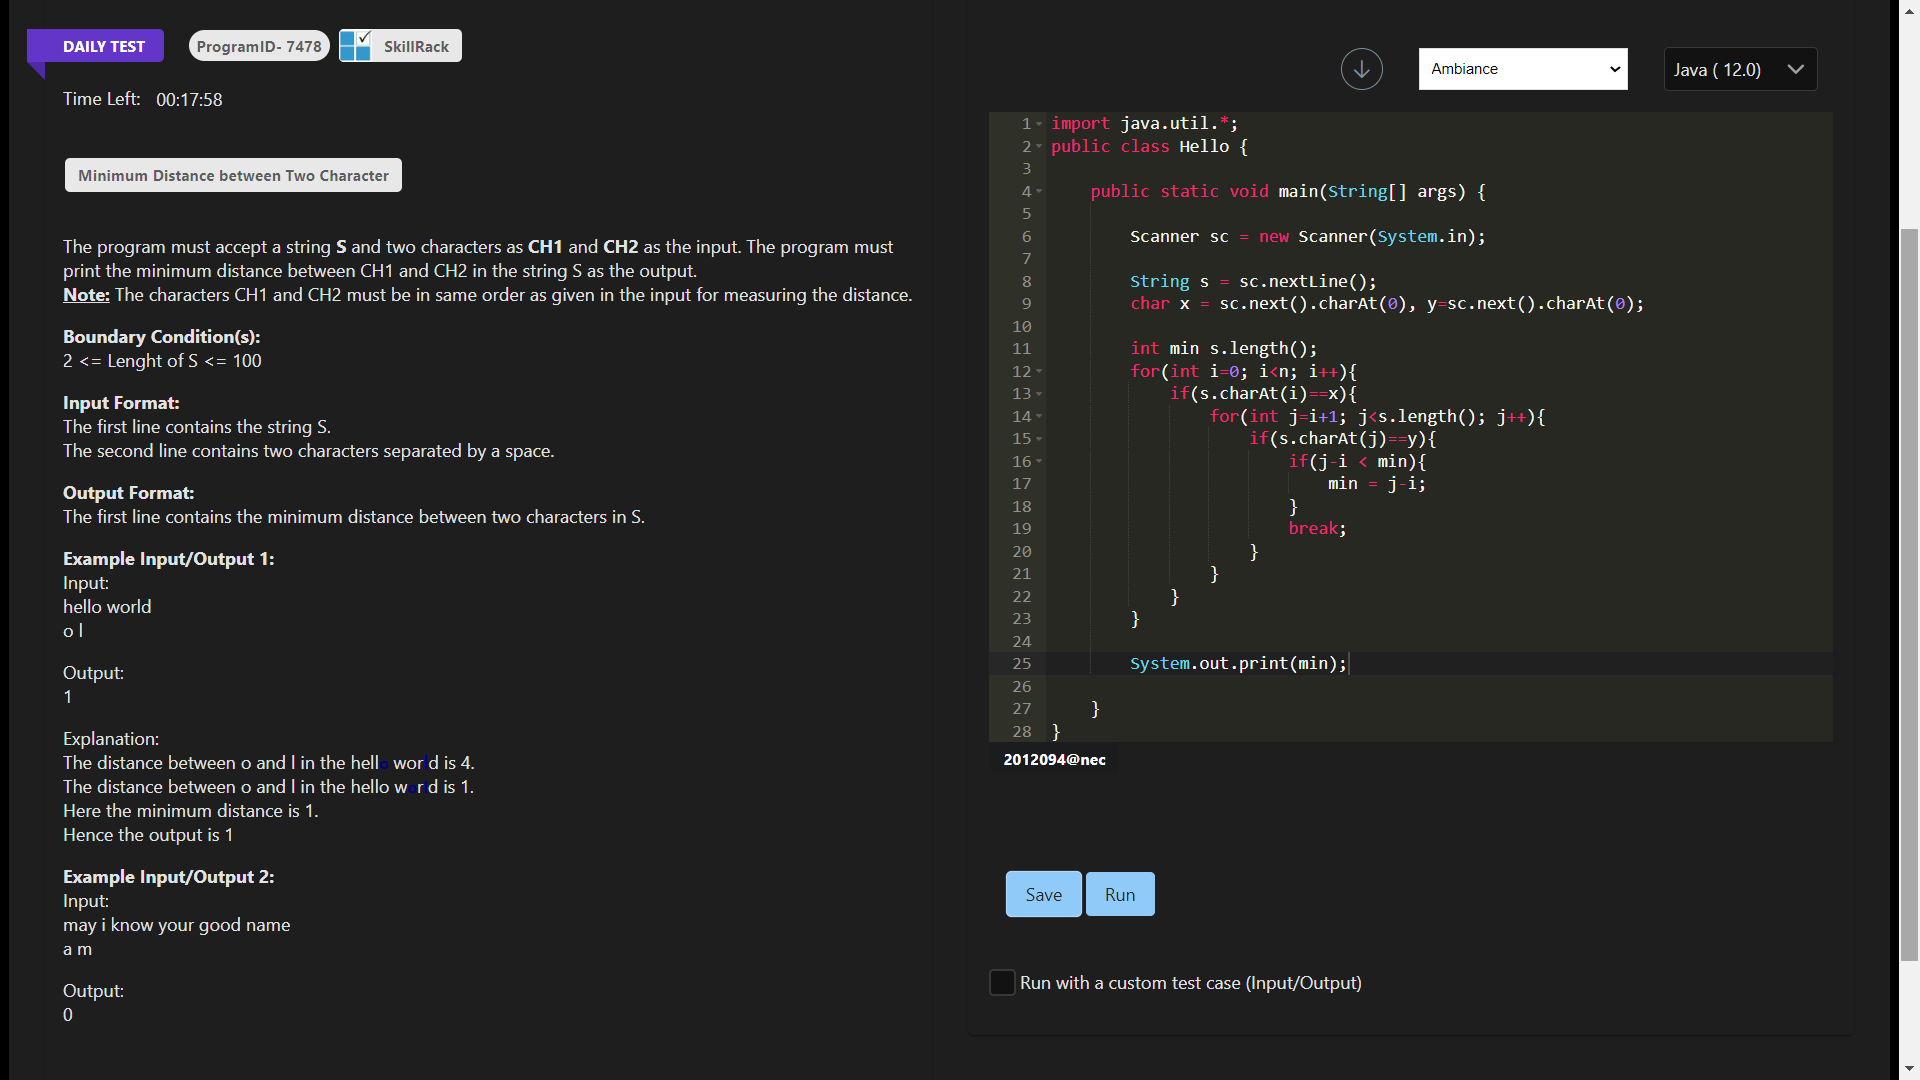 DAILY TEST
ProgramID- 7478
SkillRack
Time Left: 00:17:58
Minimum Distance between Two Character
The program must accept a string S and two characters as CH1 and CH2 as the input. The program must
print the minimum distance between CH1 and CH2 in the string S as the output.
Note: The characters CH1 and CH2 must be in same order as given in the input for measuring the distance.
Boundary Condition(s):
2 <= Lenght of S <= 100
Input Format:
The first line contains the string S.
The second line contains two characters separated by a space.
Output Format:
The first line contains the minimum distance between two characters in S.
Example Input/Output 1:
Input:
hello world
o l
Output:
1
Explanation:
The distance between o and l in the hello world is 4.
The distance between o and l in the hello world is 1.
Here the minimum distance is 1.
Hence the output is 1
Example Input/Output 2:
Input:
may i know your good name
a m
Output:
0
Ambiance
Java ( 12.0)
1 import java.util.*;
2 public class Hello {
3
4 public static void main(String[] args) {
5
6 Scanner sc = new Scanner(System.in);
7
8 String s = sc.nextLine();
9 char x = sc.next().charAt(0), y=sc.next().charAt(0);
10
11 int min s.length();
12 for(int i=0; i<n; i++){
13 if(s.charAt(i)==x){
14 for(int j=i+1; j<s.length(); j++){
15 if(s.charAt(j)==y){
16 if(j-i < min){
17 min = j-i;
18 }
19 break;
20 }
21 }
22 }
23 }
24
25 System.out.print(min);
26
27 }
28 }
2012094@nec
Save
Run
Run with a custom test case (Input/Output)